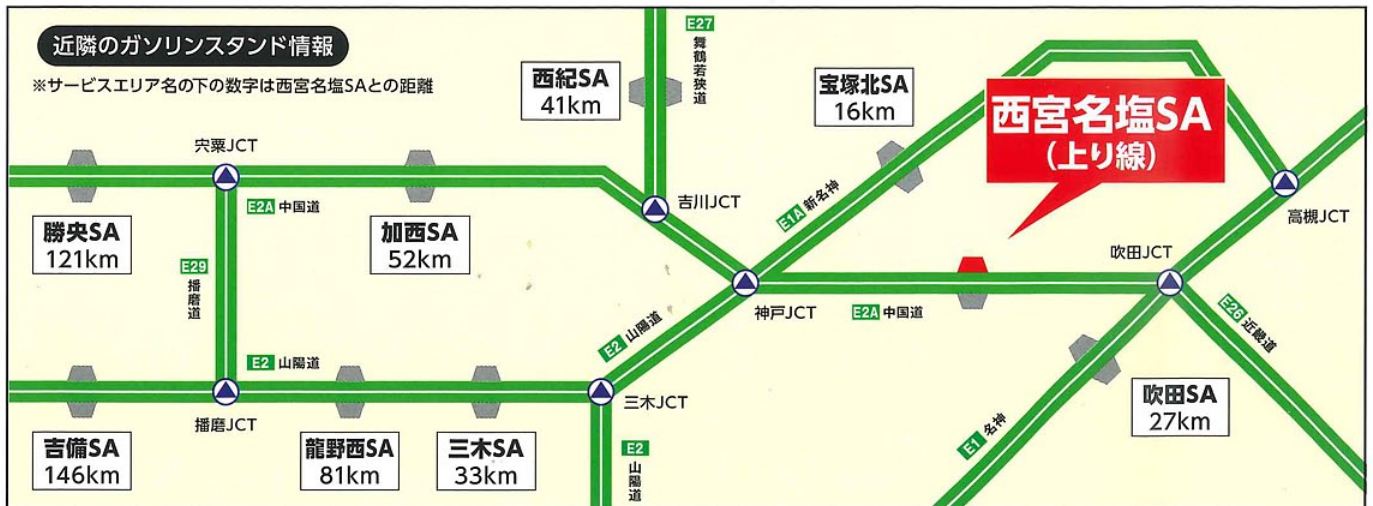 近隣のガソリンスタンド情報
※サービスエリア名の下の数字は西宮名塩SAとの距離
E27
舞鶴若狭道
西紀SA
41km
宝塚北SA
16km
西宮名塩SA
(上り線)
宍粟JCT
E2A 中国道
勝央SA
121km
加西SA
52km
吉川JCT
E1A 新名神
高槻JCT
吹田JCT
E29
播磨道
神戸JCT
E2A 中国道
E26 近畿道
E2 山陽道
E2 山陽道
播磨JCT
三木JCT
吹田SA
27km
吉備SA
146km
龍野西SA
81km
三木SA
33km
E2
山陽道
E1 名神